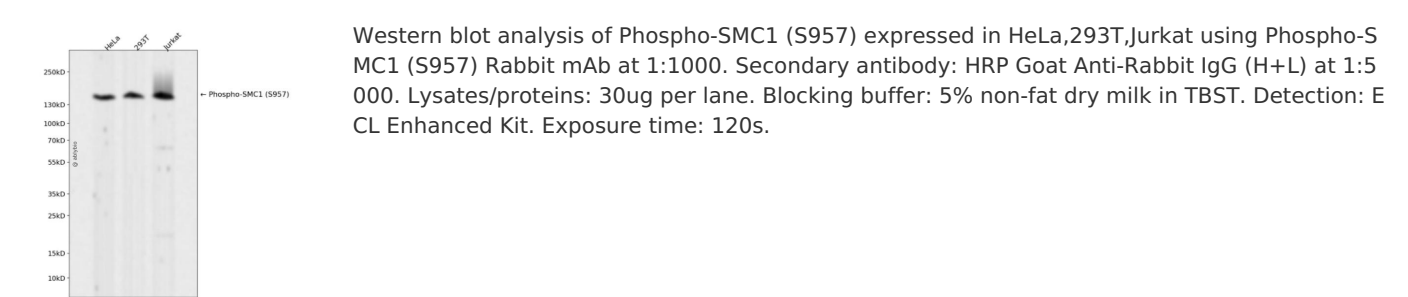 HeLa
293T
Jurkat
250kD
130kD
100kD
70kD
55kD
35kD
25kD
15kD
10kD
← Phospho-SMC1 (S957)
Western blot analysis of Phospho-SMC1 (S957) expressed in HeLa,293T,Jurkat using Phospho-S
MC1 (S957) Rabbit mAb at 1:1000. Secondary antibody: HRP Goat Anti-Rabbit IgG (H+L) at 1:5
000. Lysates/proteins: 30ug per lane. Blocking buffer: 5% non-fat dry milk in TBST. Detection: E
CL Enhanced Kit. Exposure time: 120s.